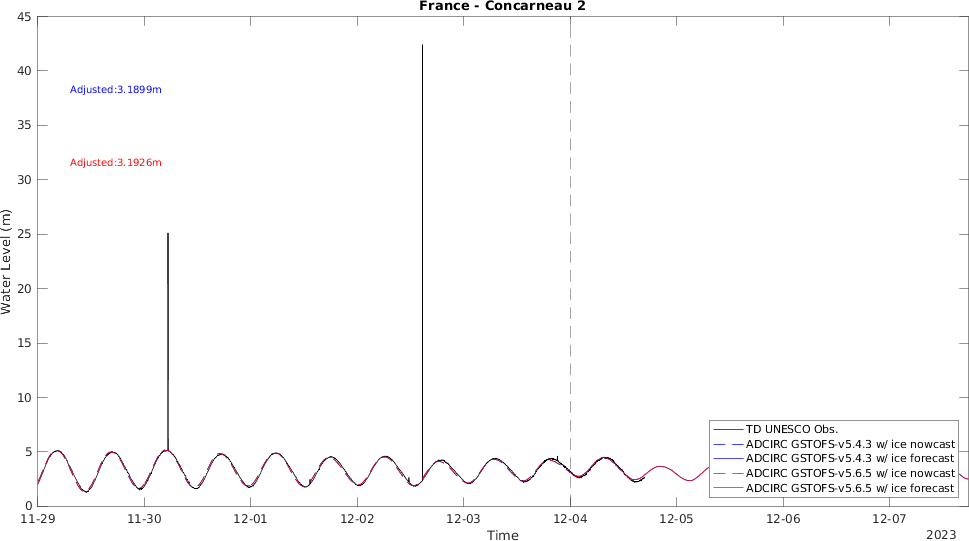 France - Concarneau 2
45
40
35
30
25
20
15
10
5
0
Water Level (m)
Adjusted:3.1899m
Adjusted:3.1926m
TD UNESCO Obs.
ADCIRC GSTOFS-v5.4.3 w/ ice nowcast
ADCIRC GSTOFS-v5.4.3 w/ ice forecast
ADCIRC GSTOFS-v5.6.5 w/ ice nowcast
ADCIRC GSTOFS-v5.6.5 w/ ice forecast
11-29 11-30 12-01 12-02 12-03 12-04 12-05 12-06 12-07
Time
2023